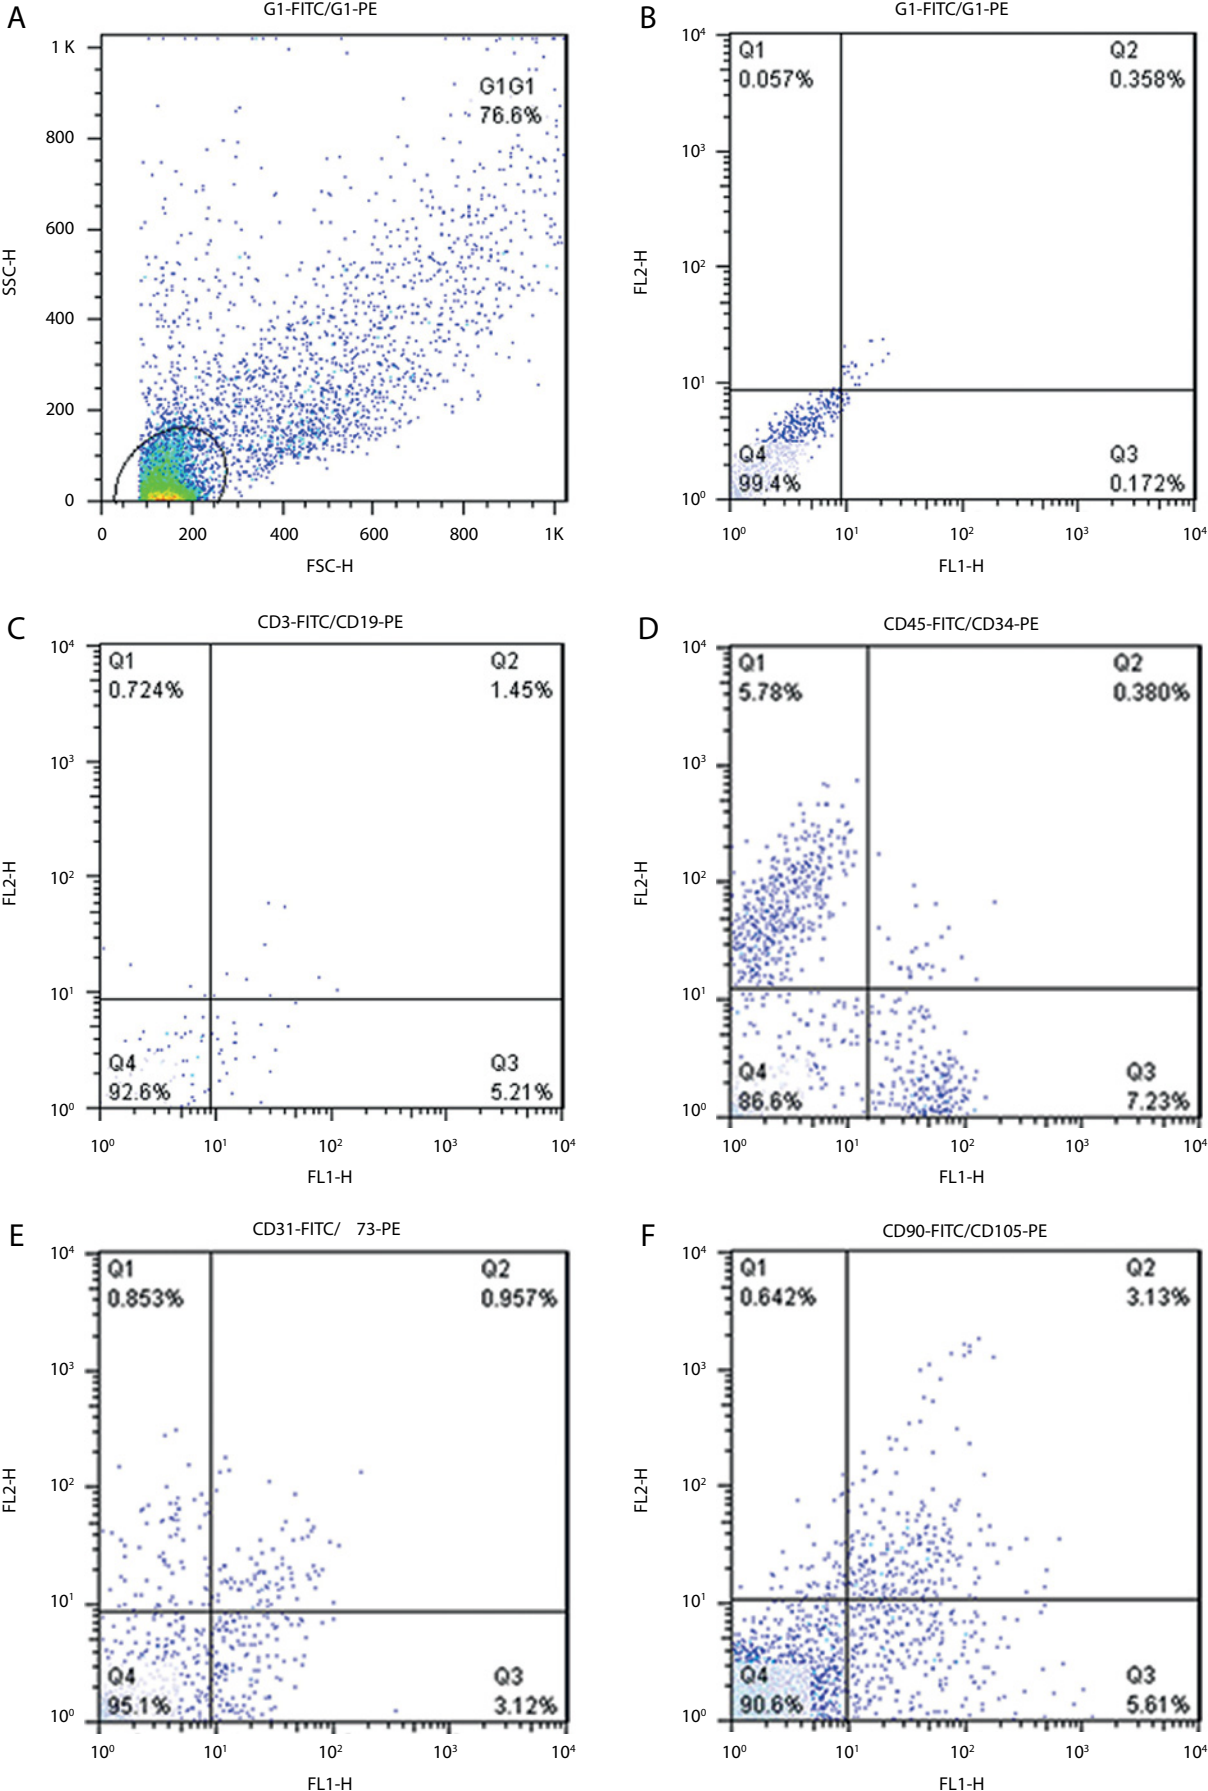 A
G1-FITC/G1-PE
G1G1
76.6%
1 K
800
600
400
200
0
SSC-H
0 200 400 600 800 1K
FSC-H
B
G1-FITC/G1-PE
Q1
0.057%
Q2
0.358%
Q4
99.4%
Q3
0.172%
10⁴
10³
10²
10¹
10⁰
FL2-H
10⁰ 10¹ 10² 10³ 10⁴
FL1-H
C
CD3-FITC/CD19-PE
Q1
0.724%
Q2
1.45%
Q4
92.6%
Q3
5.21%
10⁴
10³
10²
10¹
10⁰
FL2-H
10⁰ 10¹ 10² 10³ 10⁴
FL1-H
D
CD45-FITC/CD34-PE
Q1
5.78%
Q2
0.380%
Q4
86.6%
Q3
7.23%
10⁴
10³
10²
10¹
10⁰
FL2-H
10⁰ 10¹ 10² 10³ 10⁴
FL1-H
E
CD31-FITC/ 73-PE
Q1
0.853%
Q2
0.957%
Q4
95.1%
Q3
3.12%
10⁴
10³
10²
10¹
10⁰
FL2-H
10⁰ 10¹ 10² 10³ 10⁴
FL1-H
F
CD90-FITC/CD105-PE
Q1
0.642%
Q2
3.13%
Q4
90.6%
Q3
5.61%
10⁴
10³
10²
10¹
10⁰
FL2-H
10⁰ 10¹ 10² 10³ 10⁴
FL1-H